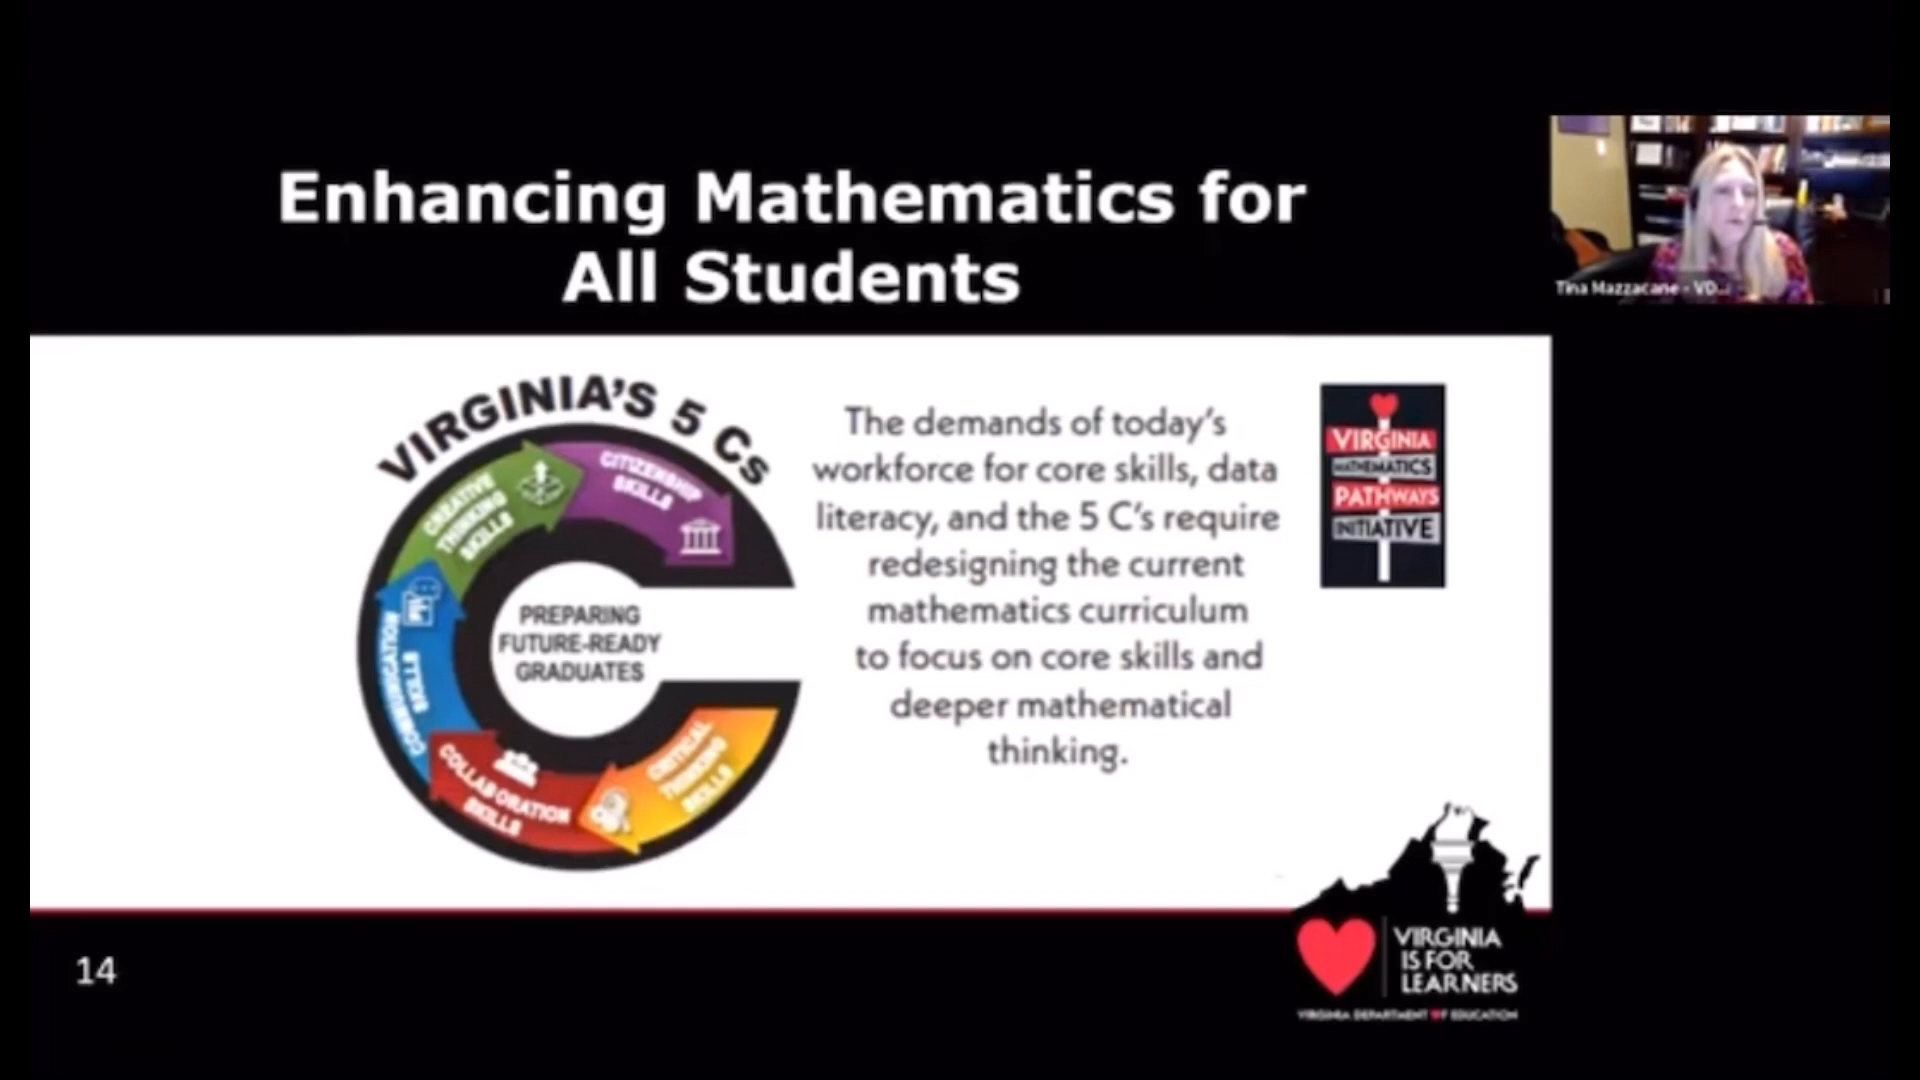 Enhancing Mathematics for
All Students
Tina Mazzacane - VD...
VIRGINIA'S 5 Cs
CREATIVE
THINKING
SKILLS
CITIZENSHIP
SKILLS
COMMUNICATION
SKILLS
PREPARING
FUTURE-READY
GRADUATES
COLLABORATION
SKILLS
CRITICAL
THINKING
SKILLS
The demands of today's
workforce for core skills, data
literacy, and the 5 C's require
redesigning the current
mathematics curriculum
to focus on core skills and
deeper mathematical
thinking.
VIRGINIA
MATHEMATICS
PATHWAYS
INITIATIVE
14
VIRGINIA
IS FOR
LEARNERS
VIRGINIA DEPARTMENT OF EDUCATION